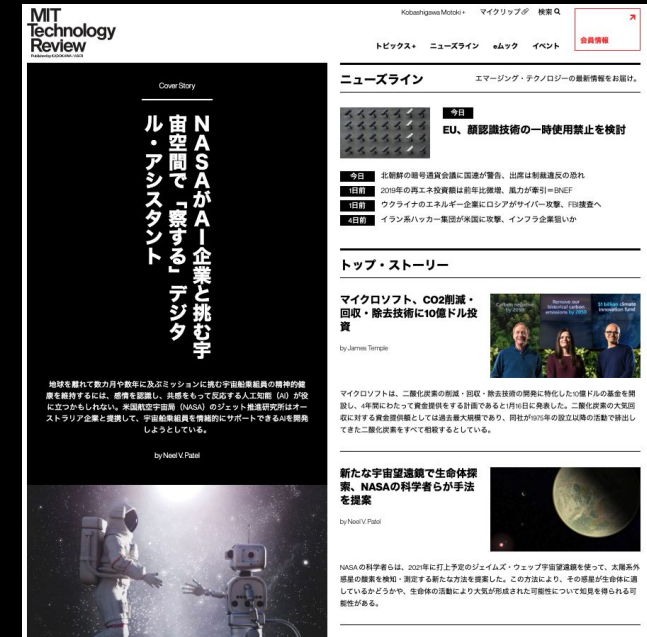 MIT
Technology
Review
Published by KADOKAWA / ASCII
Kobashigawa Motoki+ マイクリップ 検索
トピックス+ ニューズライン eムック イベント
会員情報
Cover Story
NASAがAI企業と挑む宇
宙空間で「察する」デジタ
ル・アシスタント
地球を離れて数カ月や数年に及ぶミッションに挑む宇宙船乗組員の精神的健
康を維持するには、感情を認識し、共感をもって反応する人工知能（AI）が役
に立つかもしれない。米国航空宇宙局（NASA）のジェット推進研究所はオー
ストラリア企業と提携して、宇宙船乗組員を情緒的にサポートできるAIを開発
しようとしている。
by Neel V. Patel
ニューズライン エマージング・テクノロジーの最新情報をお届け。
今日
EU、顔認識技術の一時使用禁止を検討
今日 北朝鮮の暗号通貨会議に国連が警告、出席は制裁違反の恐れ
1日前 2019年の再エネ投資額は前年比微増、風力が牽引＝BNEF
1日前 ウクライナのエネルギー企業にロシアがサイバー攻撃、FBI捜査へ
4日前 イラン系ハッカー集団が米国に攻撃、インフラ企業狙いか
トップ・ストーリー
マイクロソフト、CO2削減・
回収・除去技術に10億ドル投
資
by James Temple
Carbon negative
by 2030
Remove our
historical carbon
emissions by 2050
$1 billion climate
innovation fund
マイクロソフトは、二酸化炭素の削減・回収・除去技術の開発に特化した10億ドルの基金を開
設し、4年間にわたって資金提供をする計画であると1月16日に発表した。二酸化炭素の大気回
収に対する資金提供額としては過去最大規模であり、同社が1975年の設立以降の活動で排出し
てきた二酸化炭素をすべて相殺するとしている。
新たな宇宙望遠鏡で生命体探
索、NASAの科学者らが手法
を提案
by Neel V. Patel
NASAの科学者らは、2021年に打上予定のジェイムズ・ウェッブ宇宙望遠鏡を使って、太陽系外
惑星の酸素を検知・測定する新たな方法を提案した。この方法により、その惑星が生命体に適
しているかどうかや、生命体の活動により大気が形成された可能性について知見を得られる可
能性がある。